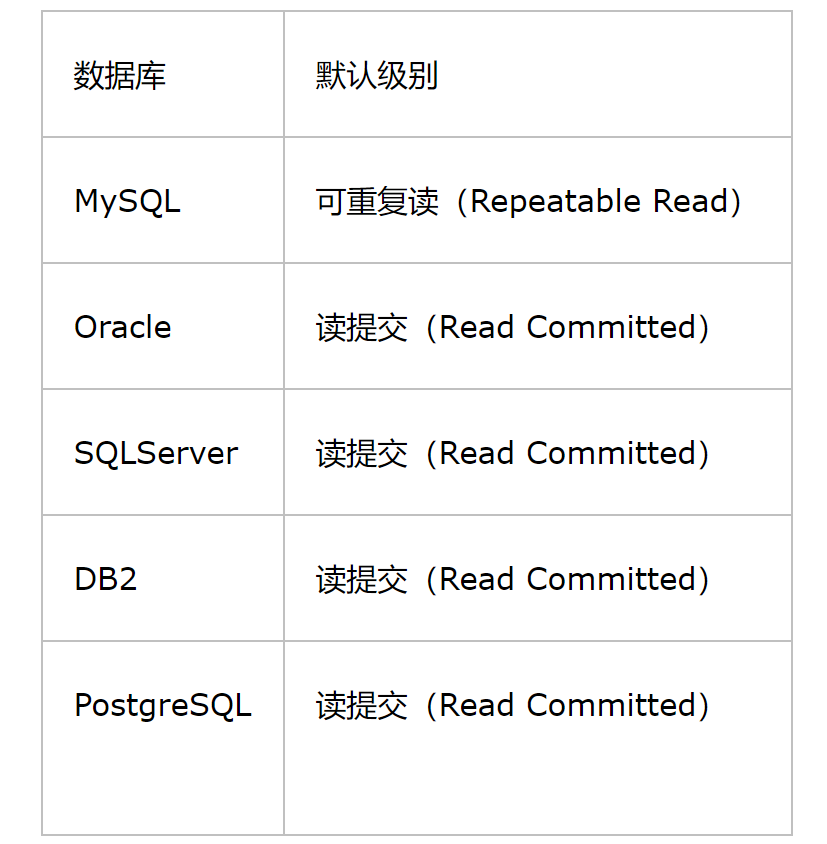 数据库 默认级别
MySQL 可重复读（Repeatable Read）
Oracle 读提交（Read Committed）
SQLServer 读提交（Read Committed）
DB2 读提交（Read Committed）
PostgreSQL 读提交（Read Committed）